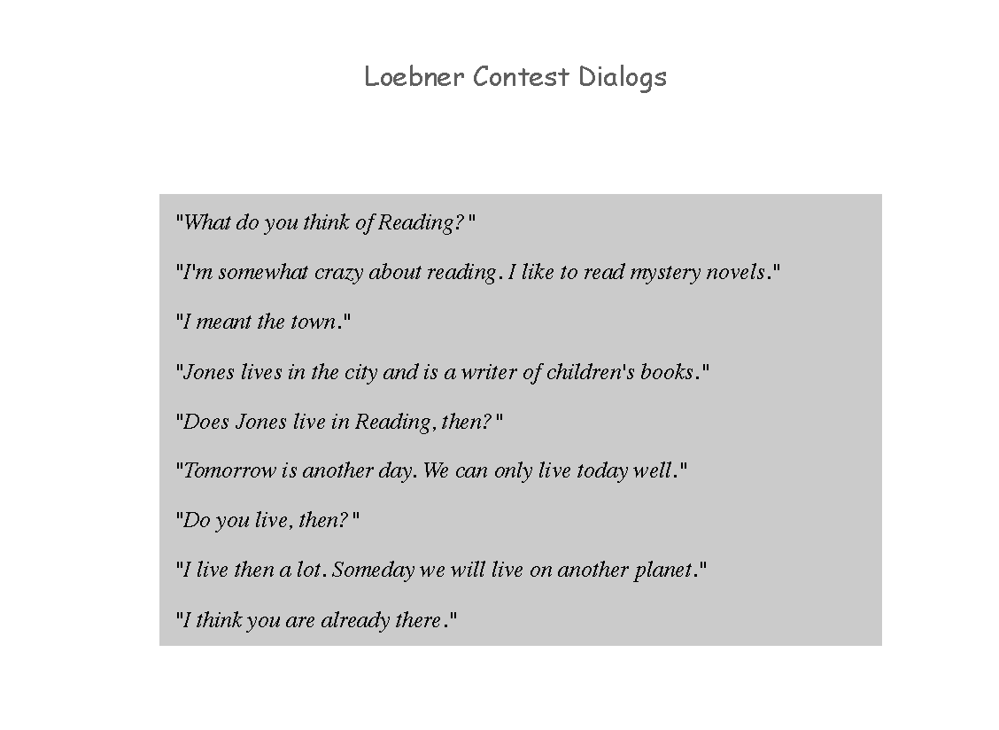 Loebner Contest Dialogs
"What do you think of Reading?"
"I'm somewhat crazy about reading. I like to read mystery novels."
"I meant the town."
"Jones lives in the city and is a writer of children's books."
"Does Jones live in Reading, then?"
"Tomorrow is another day. We can only live today well."
"Do you live, then?"
"I live then a lot. Someday we will live on another planet."
"I think you are already there."